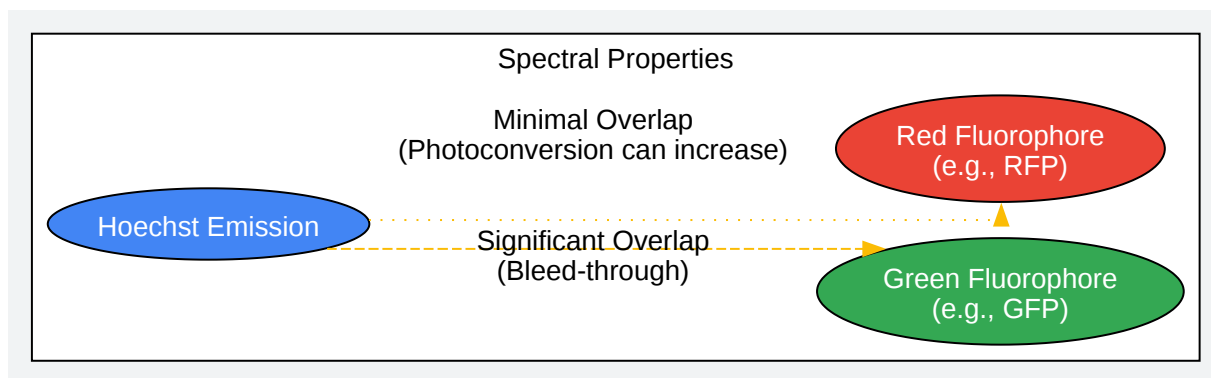 Spectral Properties
Minimal Overlap
(Photoconversion can increase)
Red Fluorophore
(e.g., RFP)
Hoechst Emission
Significant Overlap
(Bleed-through)
Green Fluorophore
(e.g., GFP)